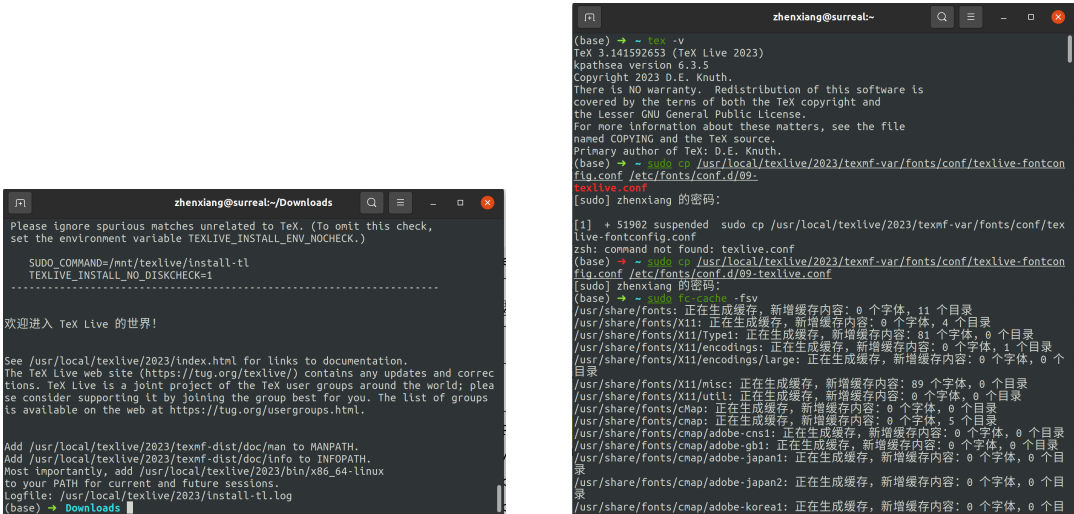 zhenxiang@surreal:~/Downloads
Please ignore spurious matches unrelated to TeX. (To omit this check,
set the environment variable TEXLIVE_INSTALL_ENV_NOCHECK.)
SUDO_COMMAND=/mnt/texlive/install-tl
TEXLIVE_INSTALL_NO_DISKCHECK=1
----------------------------------------------------------------------
欢迎进入 TeX Live 的世界！
See /usr/local/texlive/2023/index.html for links to documentation.
The TeX Live web site (https://tug.org/texlive/) contains any updates and correc
tions. TeX Live is a joint project of the TeX user groups around the world; plea
se consider supporting it by joining the group best for you. The list of groups
is available on the web at https://tug.org/usergroups.html.
Add /usr/local/texlive/2023/texmf-dist/doc/man to MANPATH.
Add /usr/local/texlive/2023/texmf-dist/doc/info to INFOPATH.
Most importantly, add /usr/local/texlive/2023/bin/x86_64-linux
to your PATH for current and future sessions.
Logfile: /usr/local/texlive/2023/install-tl.log
(base) ➜ Downloads
zhenxiang@surreal:~
(base) ➜ ~ tex -v
TeX 3.141592653 (TeX Live 2023)
kpathsea version 6.3.5
Copyright 2023 D.E. Knuth.
There is NO warranty. Redistribution of this software is
covered by the terms of both the TeX copyright and
the Lesser GNU General Public License.
For more information about these matters, see the file
named COPYING and the TeX source.
Primary author of TeX: D.E. Knuth.
(base) ➜ ~ sudo cp /usr/local/texlive/2023/texmf-var/fonts/conf/texlive-fontcon
fig.conf /etc/fonts/conf.d/09-
texlive.conf
[sudo] zhenxiang 的密码：
[1] + 51902 suspended sudo cp /usr/local/texlive/2023/texmf-var/fonts/conf/tex
live-fontconfig.conf
zsh: command not found: texlive.conf
(base) ➜ ~ sudo cp /usr/local/texlive/2023/texmf-var/fonts/conf/texlive-fontcon
fig.conf /etc/fonts/conf.d/09-texlive.conf
[sudo] zhenxiang 的密码：
(base) ➜ ~ sudo fc-cache -fsv
/usr/share/fonts: 正在生成缓存，新增缓存内容：0 个字体，11 个目录
/usr/share/fonts/X11: 正在生成缓存，新增缓存内容：0 个字体，4 个目录
/usr/share/fonts/X11/Type1: 正在生成缓存，新增缓存内容：81 个字体，0 个目录
/usr/share/fonts/X11/encodings: 正在生成缓存，新增缓存内容：0 个字体，1 个目录
/usr/share/fonts/X11/encodings/large: 正在生成缓存，新增缓存内容：0 个字体，0 个
目录
/usr/share/fonts/X11/misc: 正在生成缓存，新增缓存内容：89 个字体，0 个目录
/usr/share/fonts/X11/util: 正在生成缓存，新增缓存内容：0 个字体，0 个目录
/usr/share/fonts/cMap: 正在生成缓存，新增缓存内容：0 个字体，0 个目录
/usr/share/fonts/cmap: 正在生成缓存，新增缓存内容：0 个字体，5 个目录
/usr/share/fonts/cmap/adobe-cns1: 正在生成缓存，新增缓存内容：0 个字体，0 个目录
/usr/share/fonts/cmap/adobe-gb1: 正在生成缓存，新增缓存内容：0 个字体，0 个目录
/usr/share/fonts/cmap/adobe-japan1: 正在生成缓存，新增缓存内容：0 个字体，0 个目
录
/usr/share/fonts/cmap/adobe-japan2: 正在生成缓存，新增缓存内容：0 个字体，0 个目
录
/usr/share/fonts/cmap/adobe-korea1: 正在生成缓存，新增缓存内容：0 个字体，0 个目